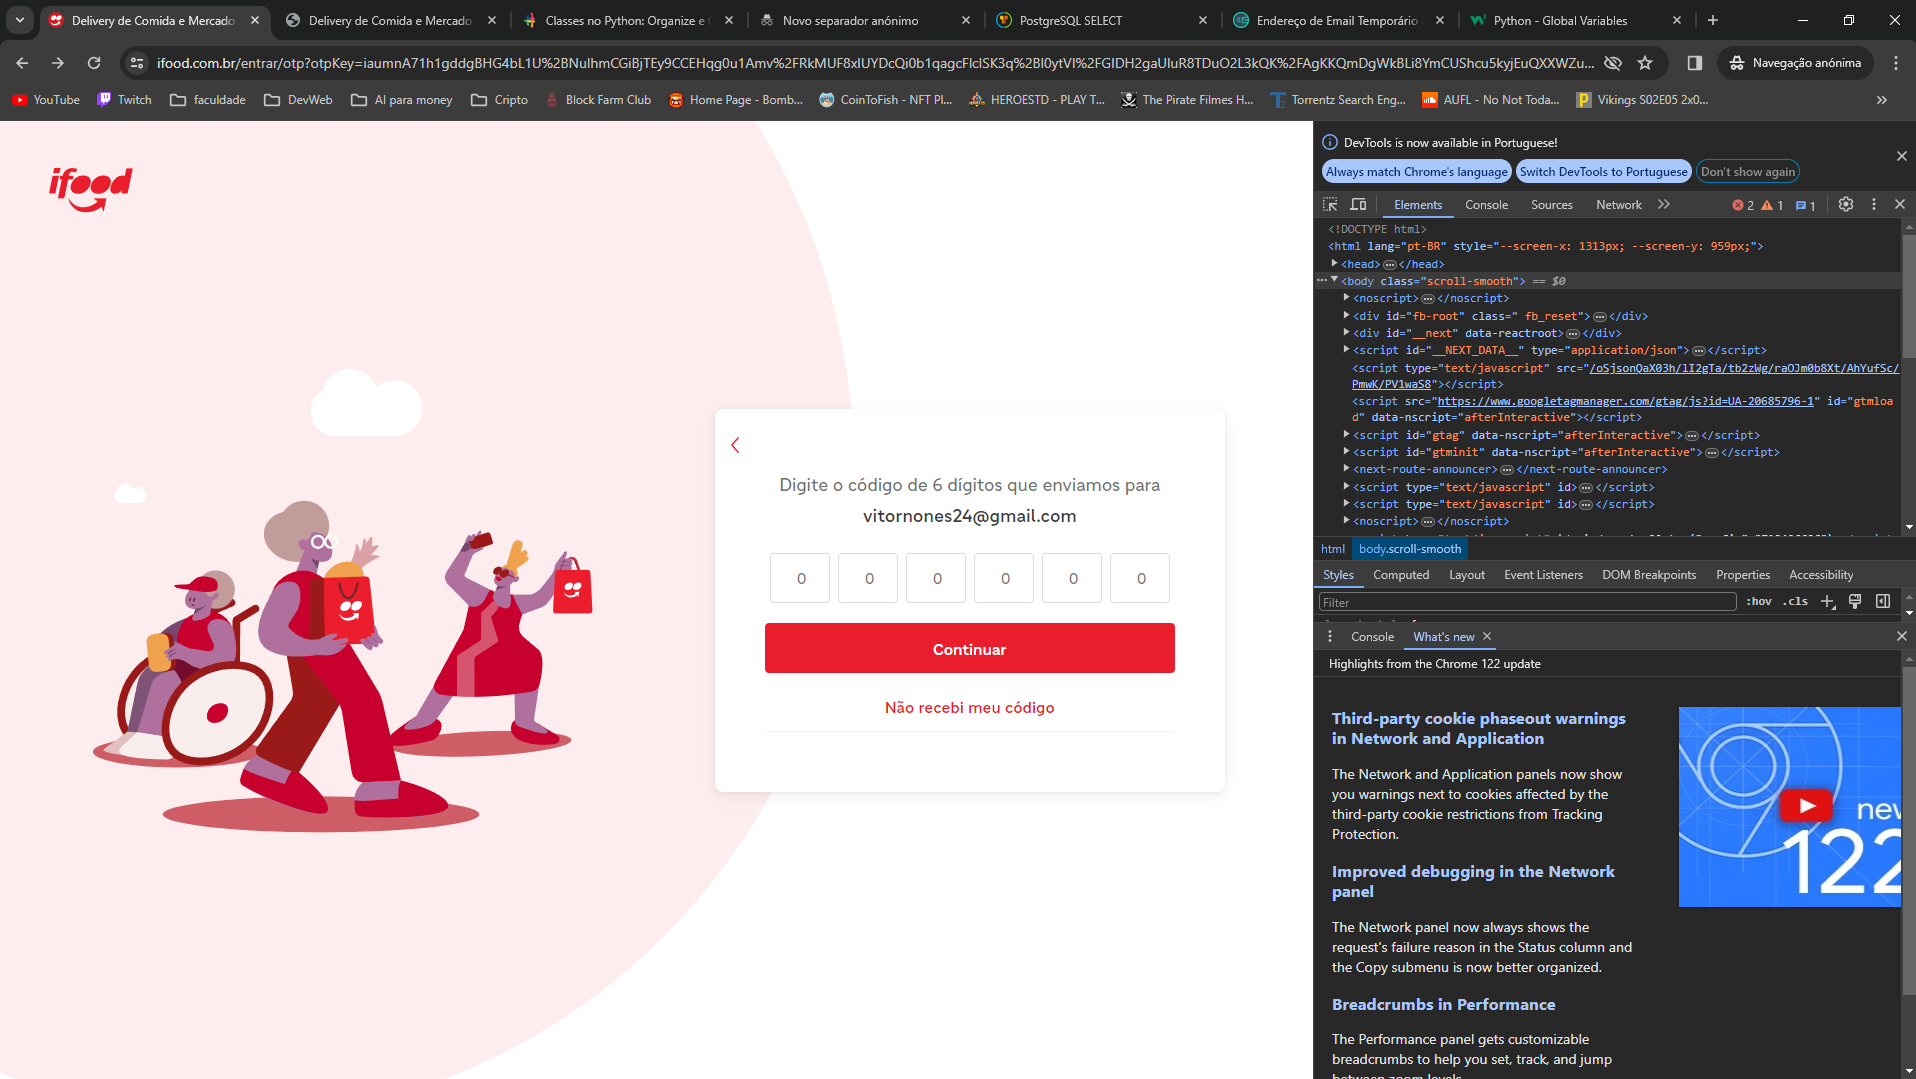 Delivery de Comida e Mercado
Delivery de Comida e Mercado
Classes no Python: Organize e
Novo separador anónimo
PostgreSQL SELECT
Endereço de Email Temporário
Python - Global Variables
Navegação anónima
YouTube
Twitch
faculdade
DevWeb
AI para money
Cripto
Block Farm Club
Home Page - Bomb...
CoinToFish - NFT Pl...
HEROESTD - PLAY T...
The Pirate Filmes H...
Torrentz Search Eng...
AUFL - No Not Toda...
Vikings S02E05 2x0...
ifood
Digite o código de 6 dígitos que enviamos para
vitornones24@gmail.com
0 0 0 0 0 0
Continuar
Não recebi meu código
DevTools is now available in Portuguese!
Always match Chrome's language
Switch DevTools to Portuguese
Don't show again
Elements
Console
Sources
Network
2
1
1
<!DOCTYPE html>
<html lang="pt-BR" style="--screen-x: 1313px; --screen-y: 959px;">
<head>…</head>
<body class="scroll-smooth"> == $0
<noscript>…</noscript>
<div id="fb-root" class=" fb_reset">…</div>
<div id="__next" data-reactroot>…</div>
<script id="__NEXT_DATA__" type="application/json">…</script>
<script type="text/javascript" src="/oSjsonQaX03h/lI2gTa/tb2zWg/raOJm0b8Xt/AhYufSc/
PmwK/PV1waS8"></script>
<script src="https://www.googletagmanager.com/gtag/js?id=UA-20685796-1" id="gtmloa
d" data-nscript="afterInteractive"></script>
<script id="gtag" data-nscript="afterInteractive">…</script>
<script id="gtminit" data-nscript="afterInteractive">…</script>
<next-route-announcer>…</next-route-announcer>
<script type="text/javascript" id>…</script>
<script type="text/javascript" id>…</script>
<noscript>…</noscript>
html
body.scroll-smooth
Styles
Computed
Layout
Event Listeners
DOM Breakpoints
Properties
Accessibility
Filter
:hov
.cls
Console
What's new
Highlights from the Chrome 122 update
Third-party cookie phaseout warnings
in Network and Application
The Network and Application panels now show
you warnings next to cookies affected by the
third-party cookie restrictions from Tracking
Protection.
new
122
Improved debugging in the Network
panel
The Network panel now always shows the
request's failure reason in the Status column and
the Copy submenu is now better organized.
Breadcrumbs in Performance
The Performance panel gets customizable
breadcrumbs to help you set, track, and jump
between zoom levels.